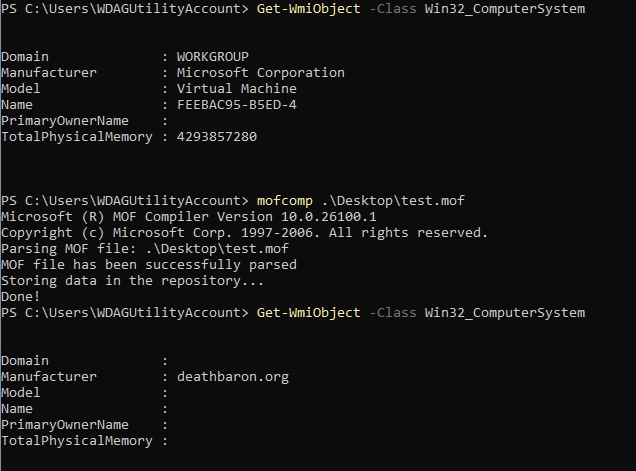 PS C:\Users\WDAGUtilityAccount> Get-WmiObject -Class Win32_ComputerSystem
Domain              : WORKGROUP
Manufacturer        : Microsoft Corporation
Model               : Virtual Machine
Name                : FEEBAC95-B5ED-4
PrimaryOwnerName    :
TotalPhysicalMemory : 4293857280
PS C:\Users\WDAGUtilityAccount> mofcomp .\Desktop\test.mof
Microsoft (R) MOF Compiler Version 10.0.26100.1
Copyright (c) Microsoft Corp. 1997-2006. All rights reserved.
Parsing MOF file: .\Desktop\test.mof
MOF file has been successfully parsed
Storing data in the repository...
Done!
PS C:\Users\WDAGUtilityAccount> Get-WmiObject -Class Win32_ComputerSystem
Domain              :
Manufacturer        : deathbaron.org
Model               :
Name                :
PrimaryOwnerName    :
TotalPhysicalMemory :